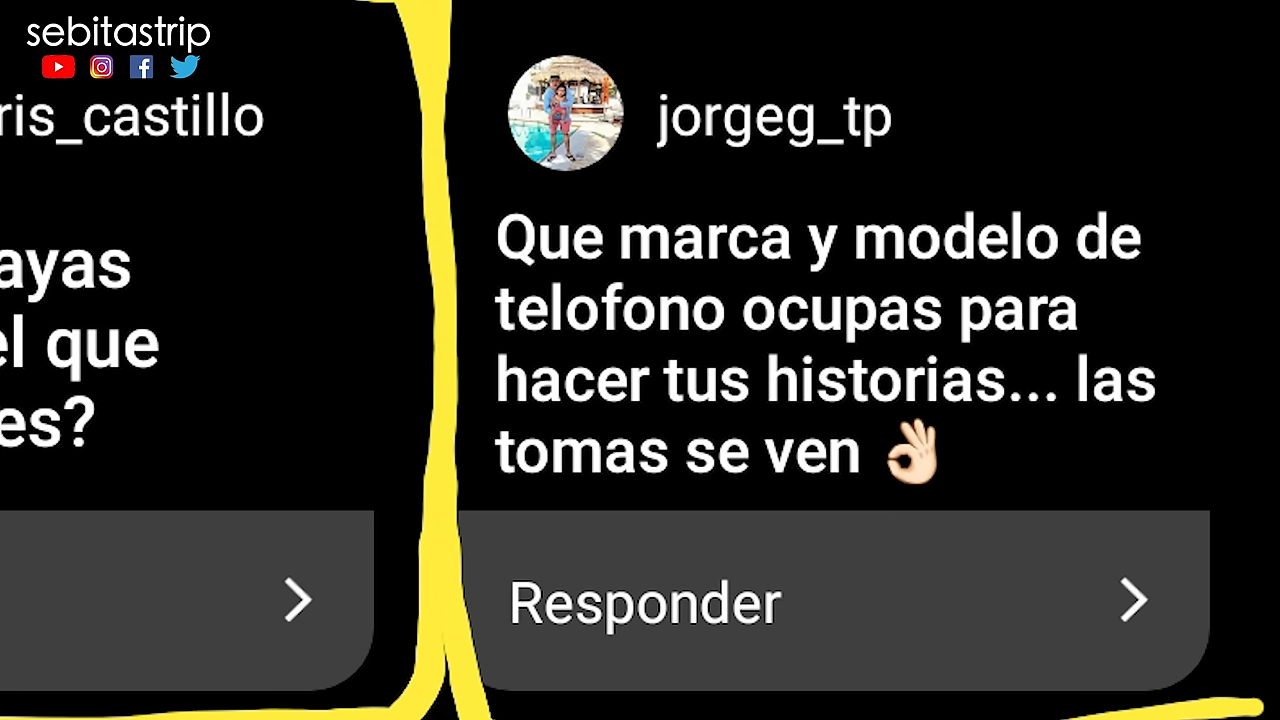 sebitastrip
ris_castillo
ayas
el que
es?
jorgeg_tp
Que marca y modelo de
telofono ocupas para
hacer tus historias... las
tomas se ven 👌🏻
Responder